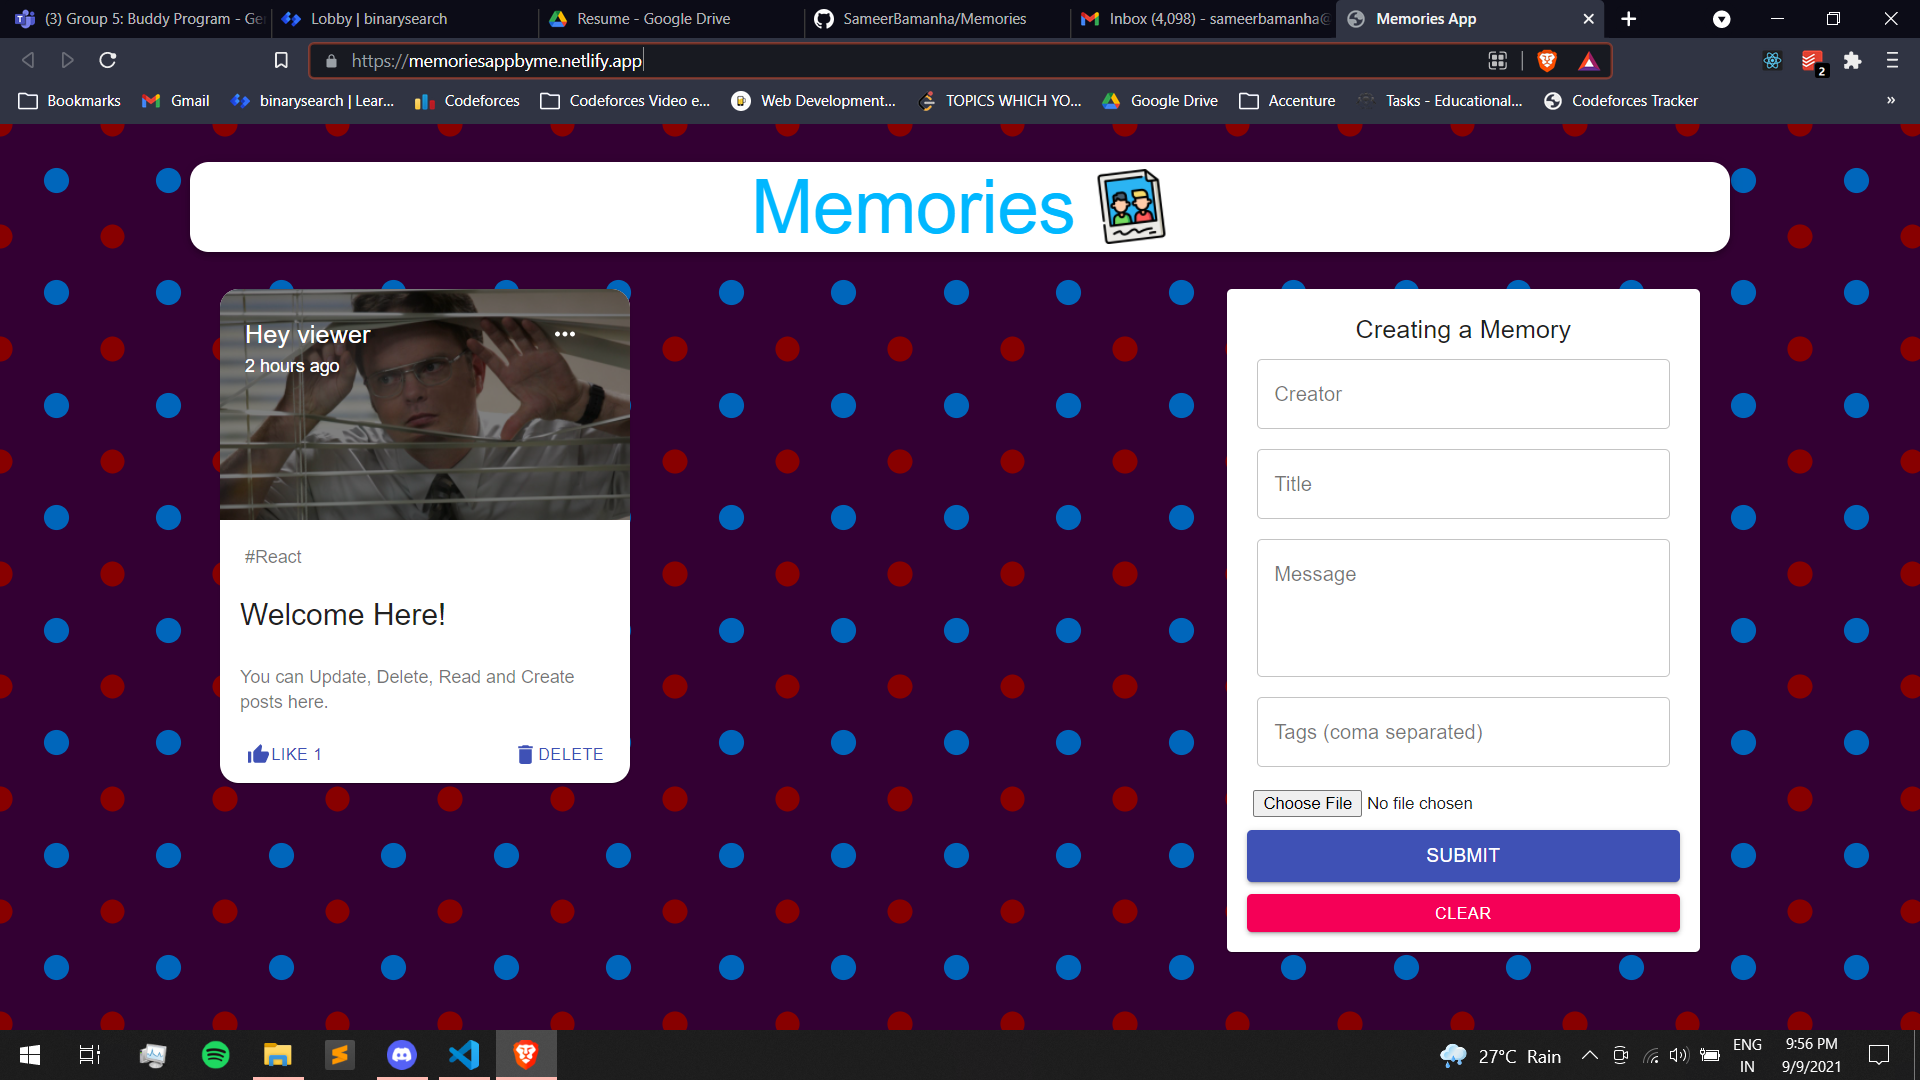 (3) Group 5: Buddy Program - Ge
Lobby | binarysearch
Resume - Google Drive
SameerBamanha/Memories
Inbox (4,098) - sameerbamanha@
Memories App
https://memoriesappbyme.netlify.app
2
Bookmarks
Gmail
binarysearch | Lear...
Codeforces
Codeforces Video e...
Web Development...
TOPICS WHICH YO...
Google Drive
Accenture
Tasks - Educational...
Codeforces Tracker
»
Memories
Hey viewer
2 hours ago
#React
Welcome Here!
You can Update, Delete, Read and Create
posts here.
LIKE 1
DELETE
Creating a Memory
Creator
Title
Message
Tags (coma separated)
Choose File No file chosen
SUBMIT
CLEAR
27°C Rain
ENG
IN
9:56 PM
9/9/2021